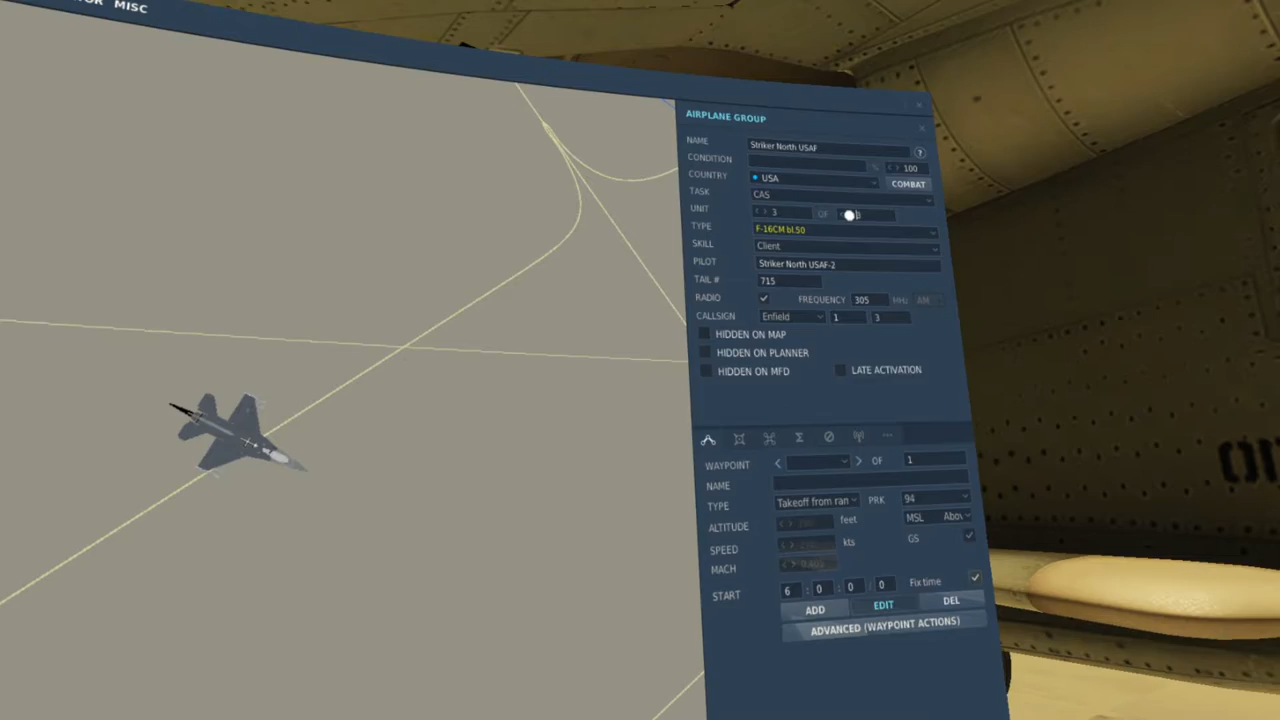 MISC
AIRPLANE GROUP
NAME Striker North USAF ?
CONDITION % < > 100
COUNTRY USA COMBAT
TASK CAS
UNIT < > 3 OF
TYPE F-16CM bl.50
SKILL Client
PILOT Striker North USAF-2
TAIL # 715
RADIO FREQUENCY 305 MHz AM
CALLSIGN Enfield 1 3
HIDDEN ON MAP
HIDDEN ON PLANNER
HIDDEN ON MFD LATE ACTIVATION
WAYPOINT < > OF 1
NAME
TYPE Takeoff from ran PRK 94
ALTITUDE < > feet MSL
SPEED < > kts GS
MACH < >
START 6 : 0 : 0 / 0 Fix time
ADD EDIT DEL
ADVANCED (WAYPOINT ACTIONS)